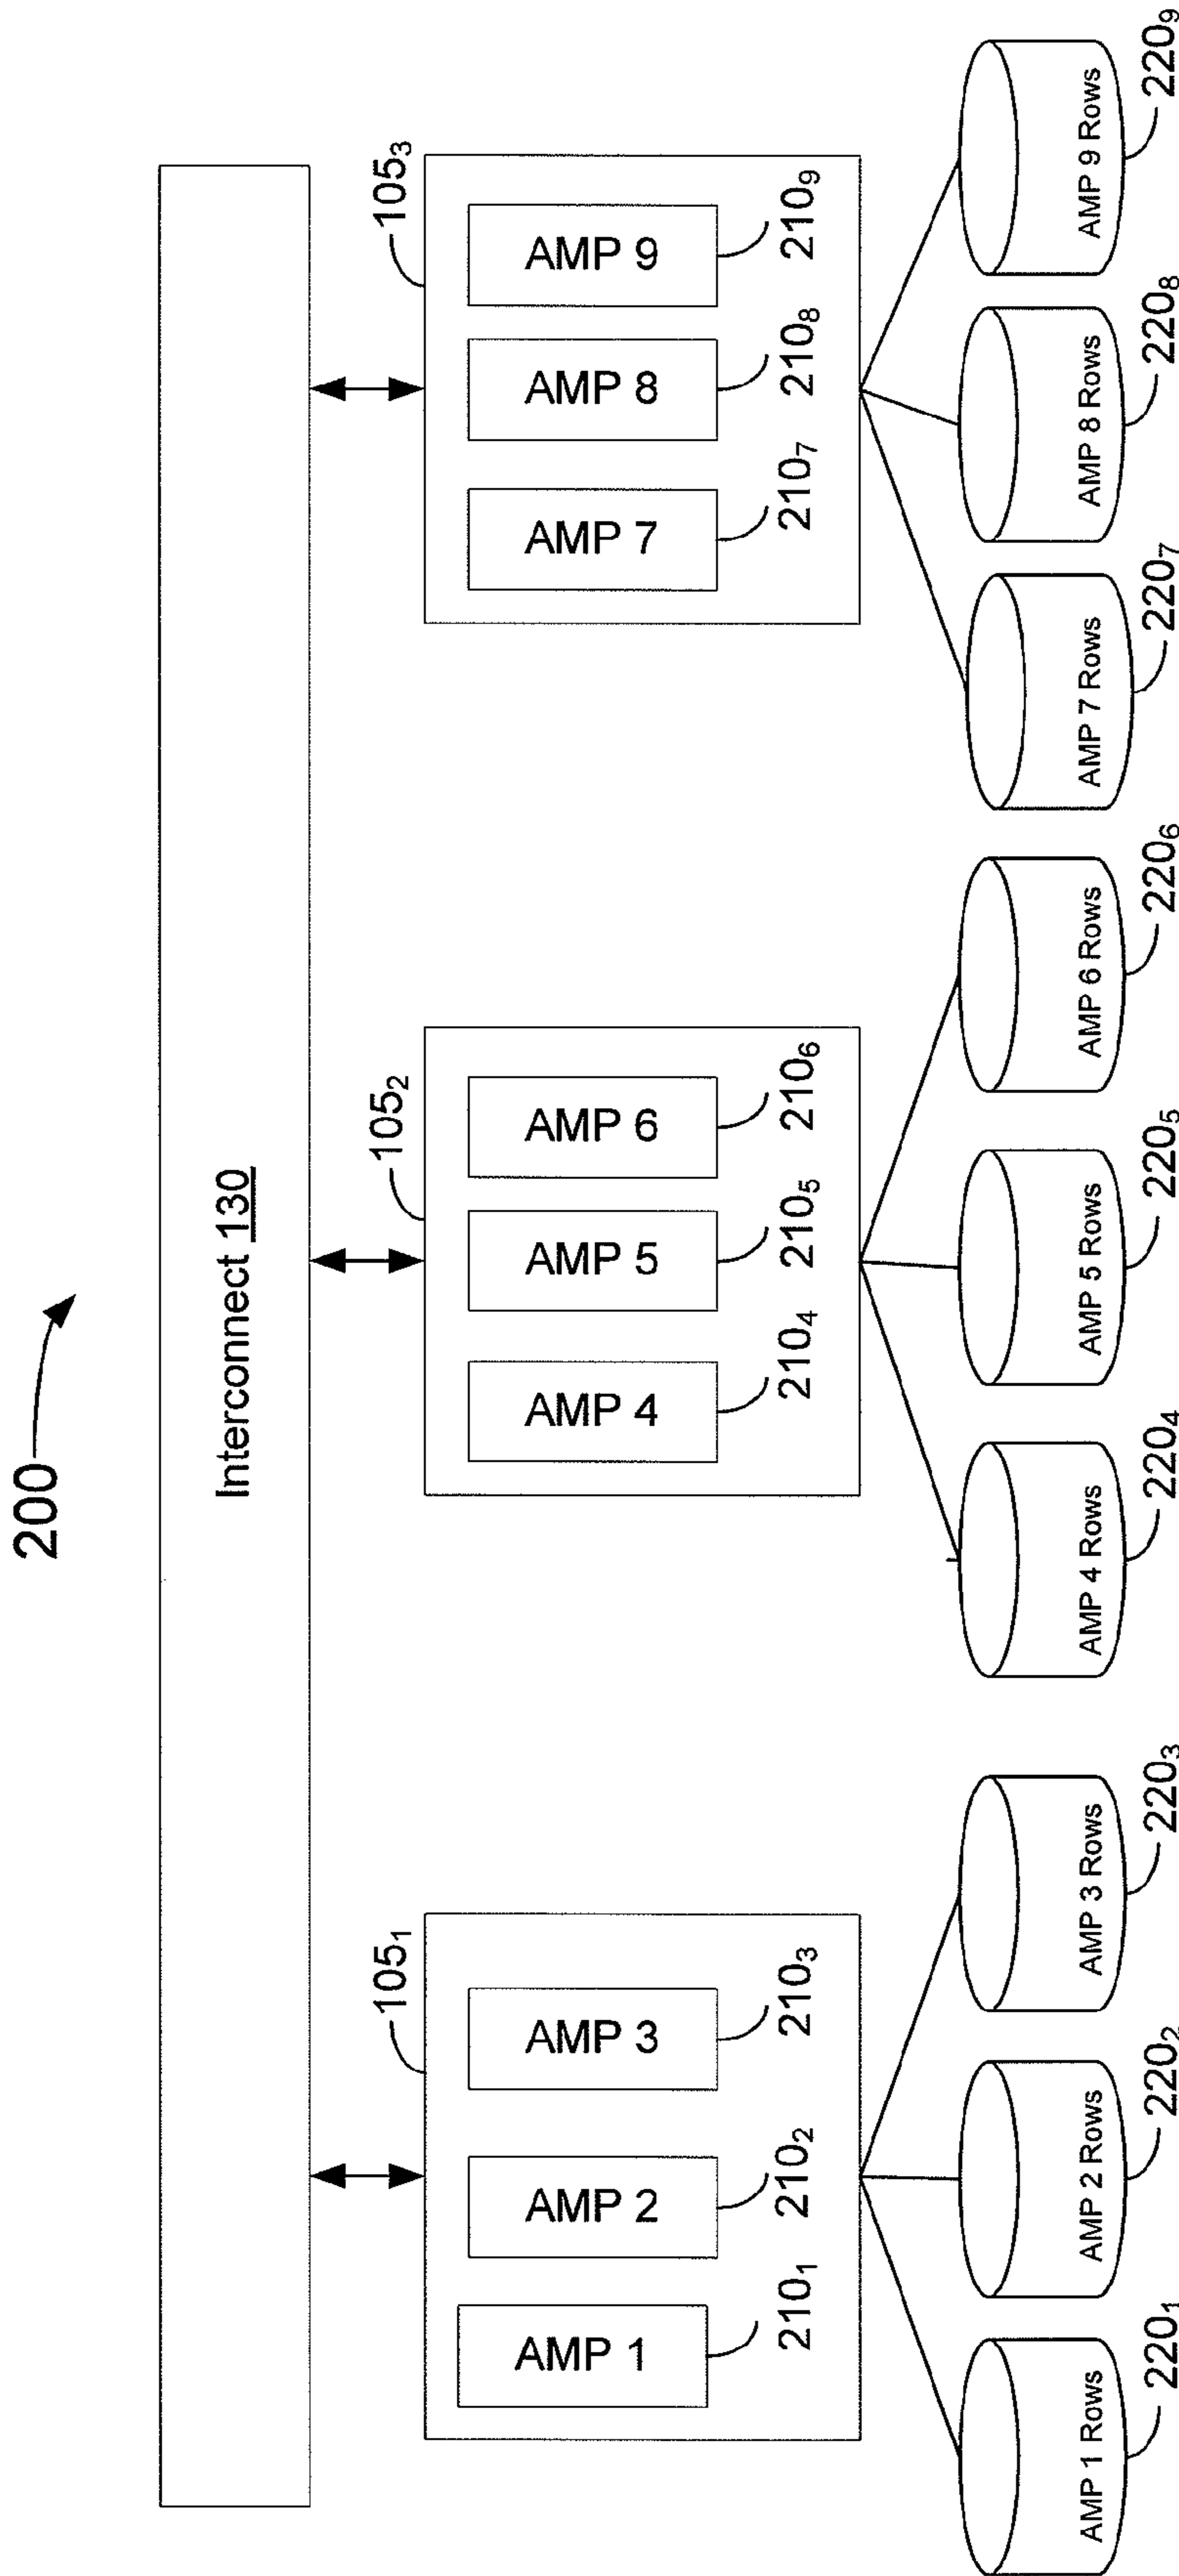 200
Interconnect 130
105₁
105₂
105₃
AMP 1
AMP 2
AMP 3
AMP 4
AMP 5
AMP 6
AMP 7
AMP 8
AMP 9
210₁
210₂
210₃
210₄
210₅
210₆
210₇
210₈
210₉
AMP 1 Rows
AMP 2 Rows
AMP 3 Rows
AMP 4 Rows
AMP 5 Rows
AMP 6 Rows
AMP 7 Rows
AMP 8 Rows
AMP 9 Rows
220₁
220₂
220₃
220₄
220₅
220₆
220₇
220₈
220₉